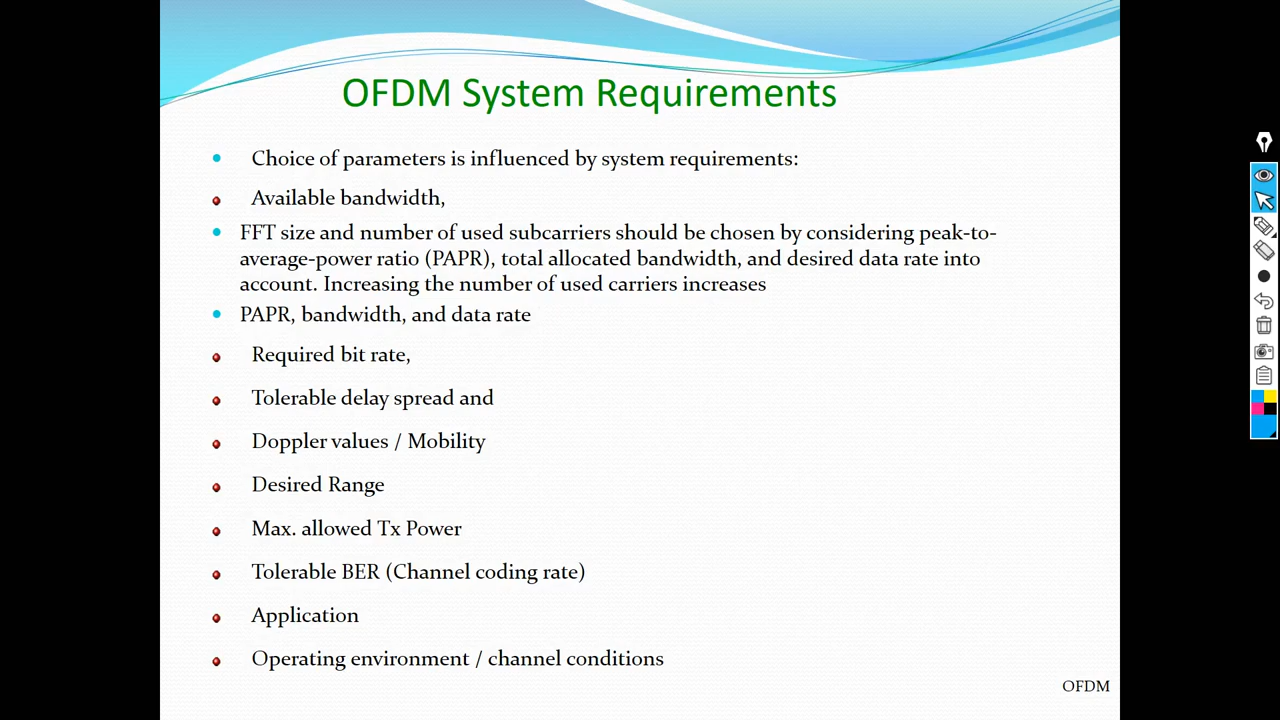 OFDM System Requirements
Choice of parameters is influenced by system requirements:
Available bandwidth,
FFT size and number of used subcarriers should be chosen by considering peak-to-
average-power ratio (PAPR), total allocated bandwidth, and desired data rate into
account. Increasing the number of used carriers increases
PAPR, bandwidth, and data rate
Required bit rate,
Tolerable delay spread and
Doppler values / Mobility
Desired Range
Max. allowed Tx Power
Tolerable BER (Channel coding rate)
Application
Operating environment / channel conditions
OFDM